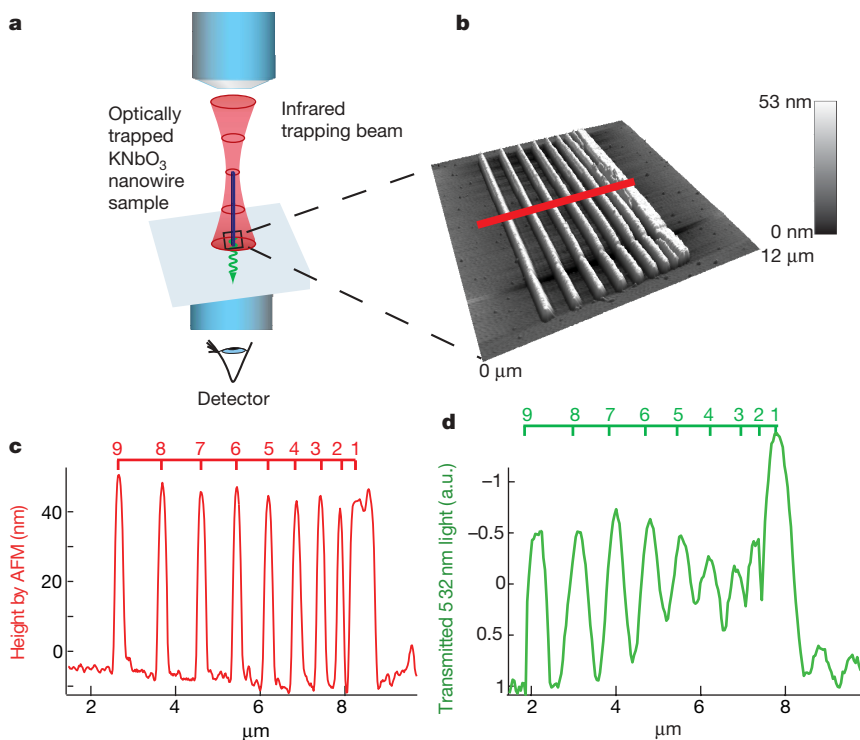 a
Optically
trapped
KNbO3
nanowire
sample
Infrared
trapping beam
Detector
b
53 nm
0 nm
12 µm
0 µm
c
9 8 7 6 5 4 3 2 1
Height by AFM (nm)
40
20
0
2 4 6 8
µm
d
9 8 7 6 5 4 3 2 1
Transmitted 532 nm light (a.u.)
−1
−0.5
0
0.5
1
2 4 6 8
µm